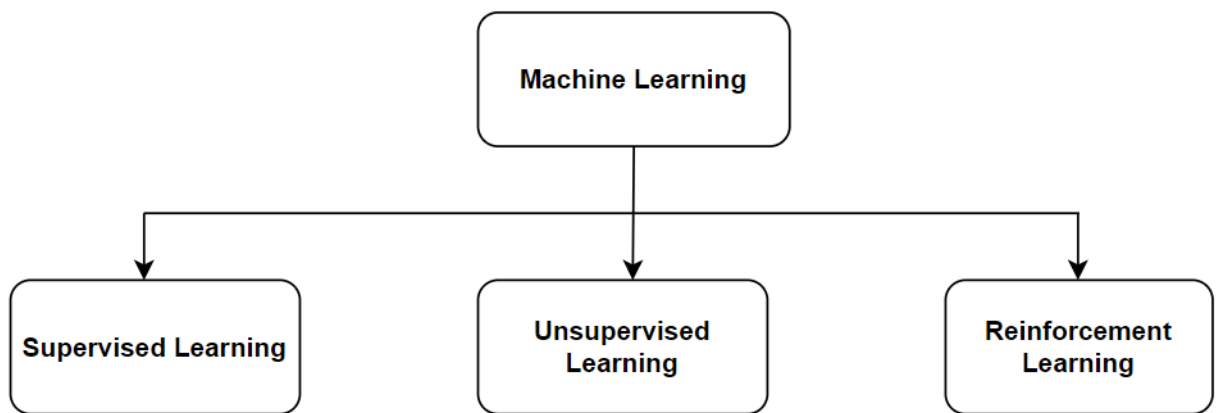 Machine Learning
Supervised Learning
Unsupervised
Learning
Reinforcement
Learning